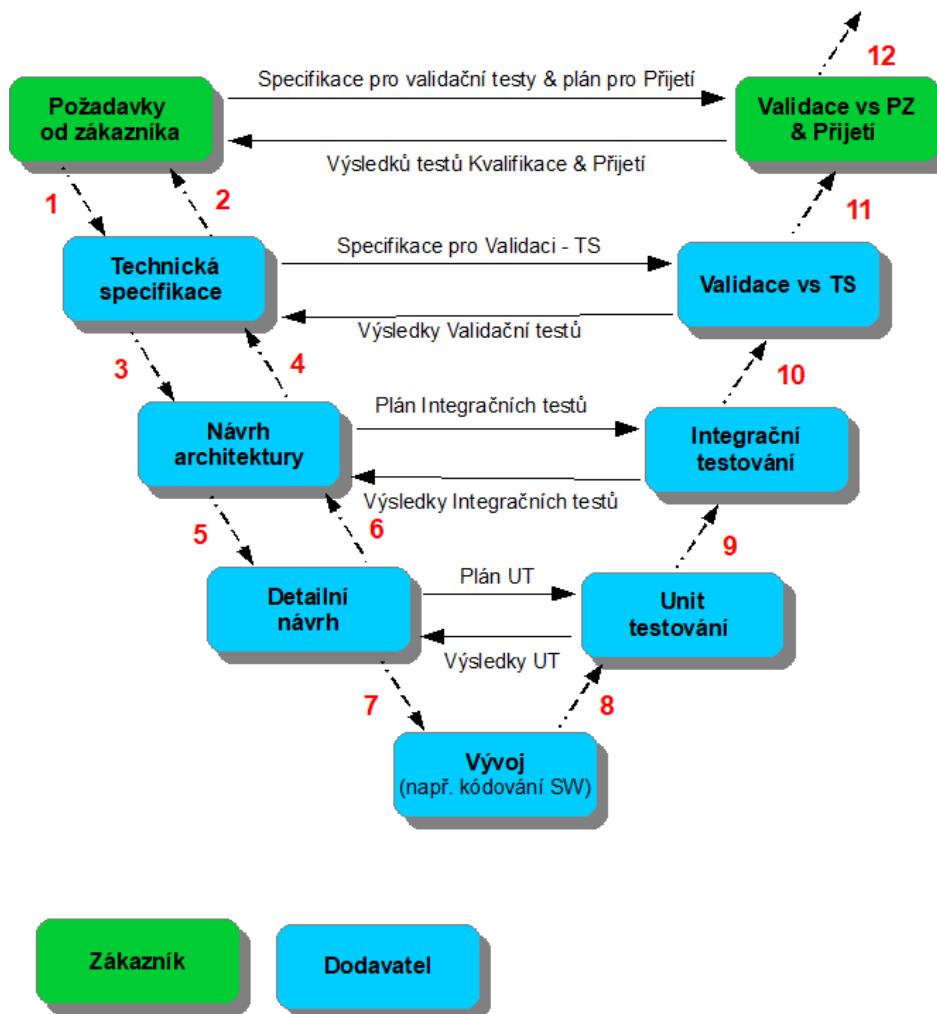 12
Specifikace pro validační testy & plán pro Přijetí
Požadavky
od zákazníka
Validace vs PZ
& Přijetí
Výsledků testů Kvalifikace & Přijetí
1
2
11
Specifikace pro Validaci - TS
Technická
specifikace
Validace vs TS
Výsledky Validační testů
3
4
10
Plán Integračních testů
Návrh
architektury
Integrační
testování
Výsledky Integračních testů
5
6
9
Plán UT
Detailní
návrh
Unit
testování
Výsledky UT
7
8
Vývoj
(např. kódování SW)
Zákazník
Dodavatel